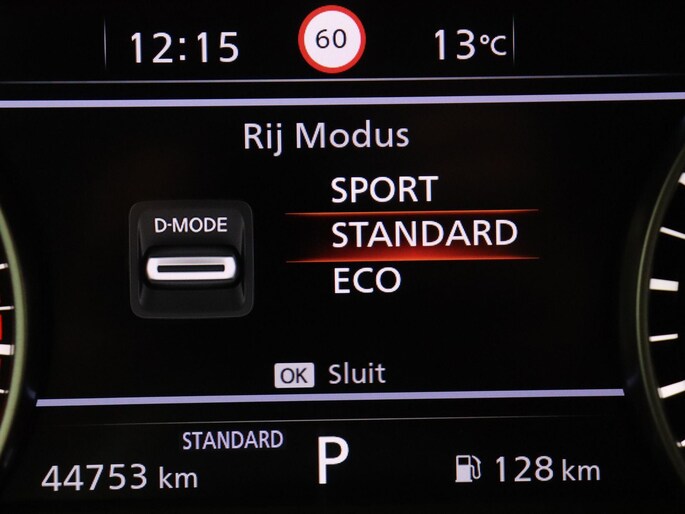 12:15 60 13°C
Rij Modus
SPORT
D-MODE STANDARD
ECO
OK Sluit
STANDARD
44753 km P 128 km